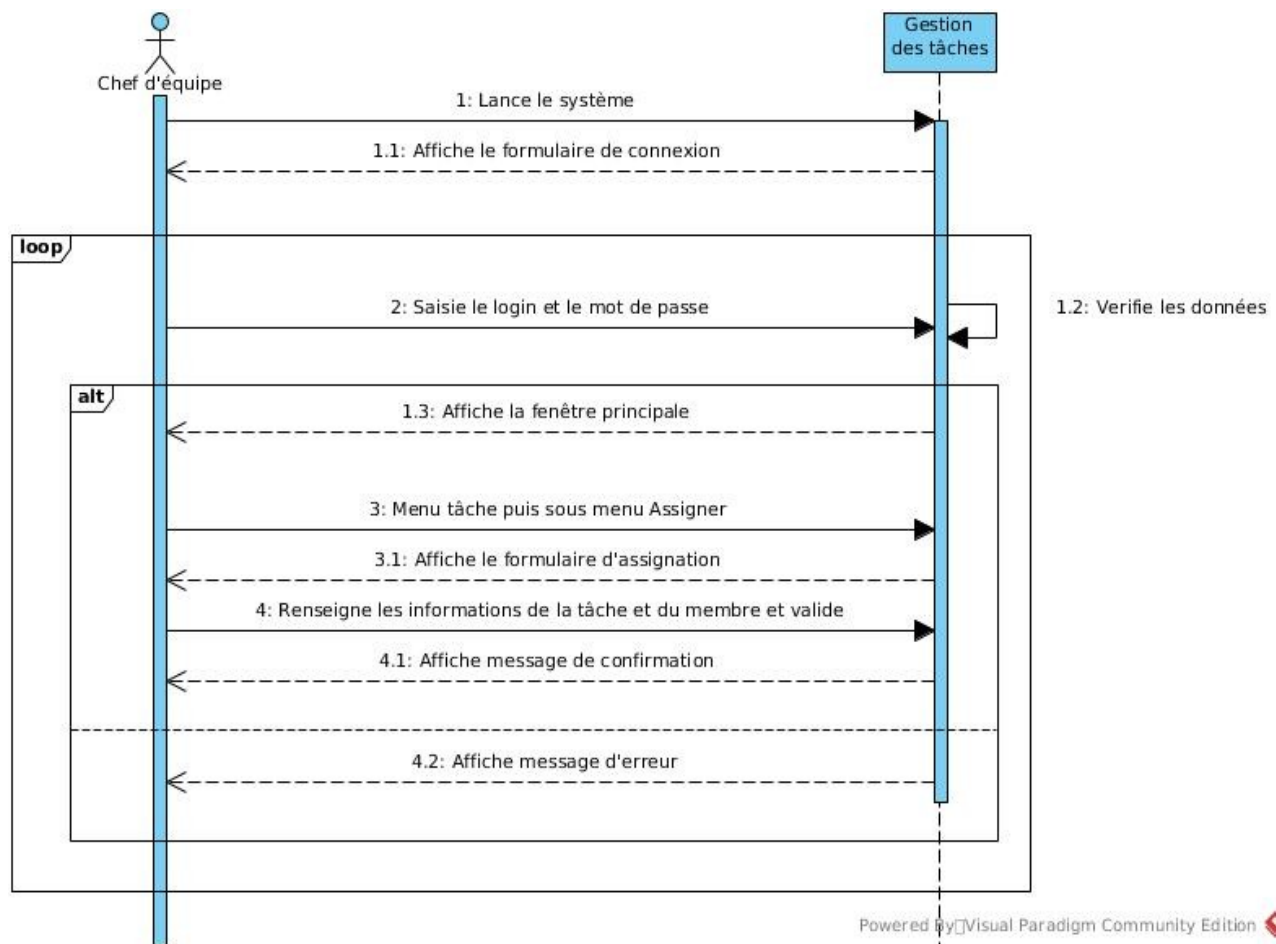 Chef d'équipe
Gestion
des tâches
1: Lance le système
1.1: Affiche le formulaire de connexion
loop
2: Saisie le login et le mot de passe
1.2: Verifie les données
alt
1.3: Affiche la fenêtre principale
3: Menu tâche puis sous menu Assigner
3.1: Affiche le formulaire d'assignation
4: Renseigne les informations de la tâche et du membre et valide
4.1: Affiche message de confirmation
4.2: Affiche message d'erreur
Powered By Visual Paradigm Community Edition